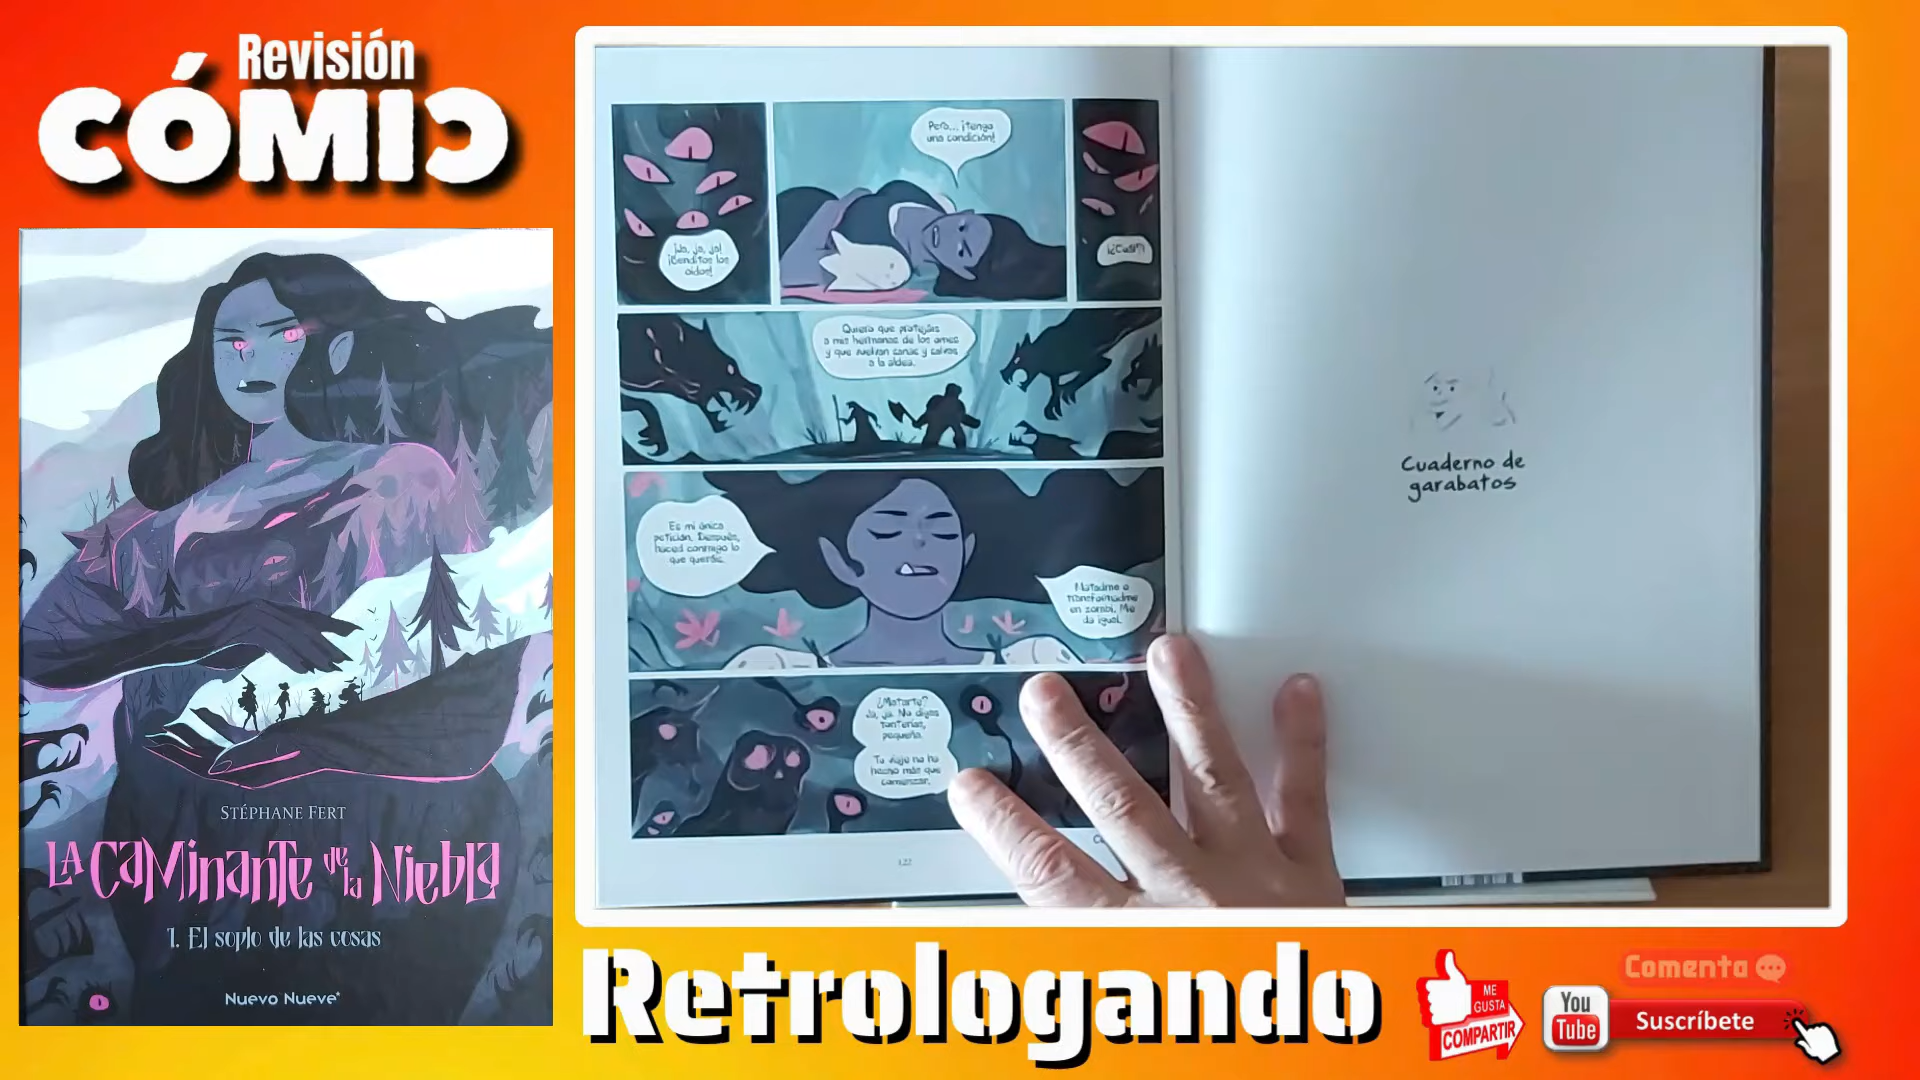 Revisión
CÓMIC
STÉPHANE FERT
LA CAMINANTE de la NIEBLA
1. El soplo de las cosas
Nuevo Nueve*
¡Ja, ja, ja!
¡Benditos los
oídos!
Pero... ¡tengo
una condición!
¡¿Cuál?!
Quiero que protejáis
a mis hermanas de los ames
y que vuelvan sanas y salvas
a la aldea.
Es mi única
petición. Después,
haced conmigo lo
que queráis.
Matadme o
transformadme
en zombi. Me
da igual.
¿Matarte?
Ja, ja. No digas
tonterías,
pequeña.
Tu viaje no ha
hecho más que
comenzar.
122
Cuaderno de
garabatos
Retrologando
ME
GUSTA
COMPARTIR
Comenta
You
Tube
Suscríbete